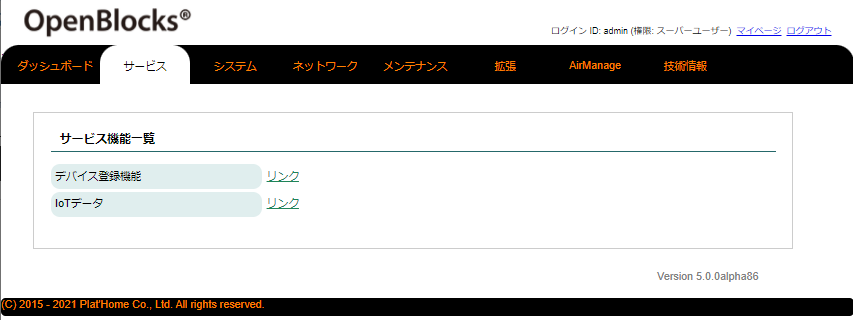 OpenBlocks®
ログイン ID: admin (権限: スーパーユーザー) マイページ ログアウト
ダッシュボード サービス システム ネットワーク メンテナンス 拡張 AirManage 技術情報
サービス機能一覧
デバイス登録機能 リンク
IoTデータ リンク
Version 5.0.0alpha86
(C) 2015 - 2021 Plat'Home Co., Ltd. All rights reserved.